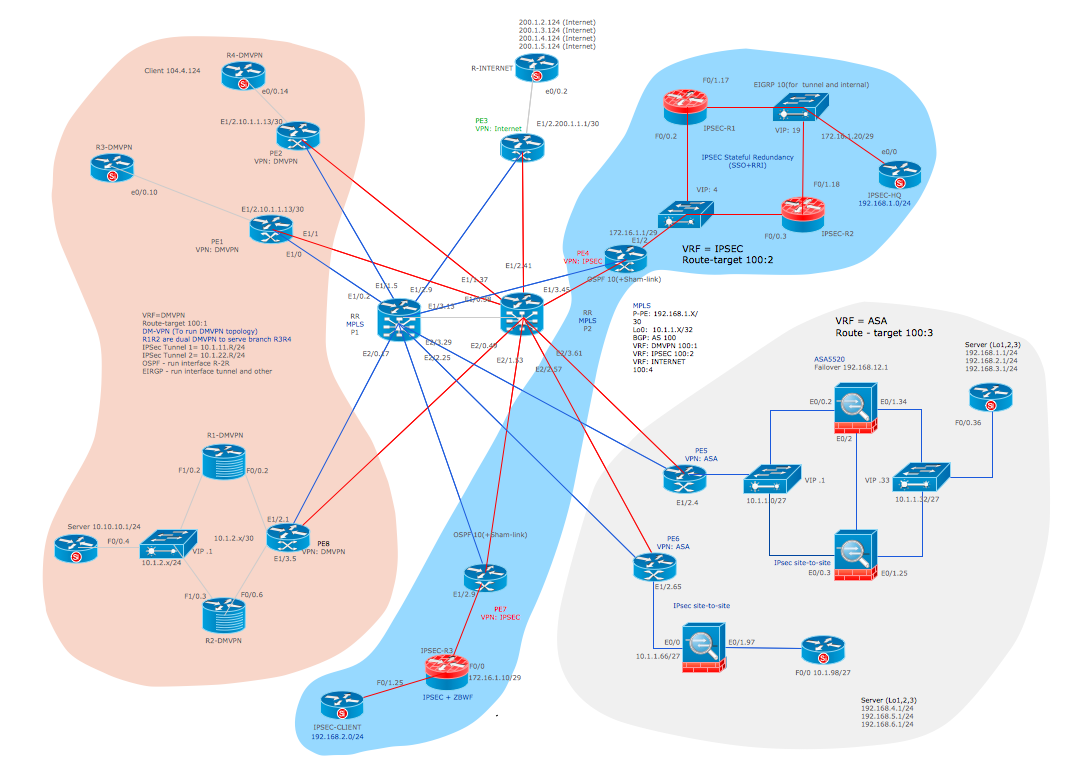 200.1.2.124 (Internet)
200.1.3.124 (Internet)
200.1.4.124 (Internet)
200.1.5.124 (Internet)
R4-DMVPN
Client 104.4.124
e0/0.14
R-INTERNET
e0/0.2
E1/2.10.1.1.13/30
PE2
VPN: DMVPN
PE3
VPN: Internet
E1/2.200.1.1.1/30
R3-DMVPN
e0/0.10
E1/2.10.1.1.13/30
E1/1
PE1
VPN: DMVPN
E1/0
F0/1.17
EIGRP 10(for tunnel and internal)
IPSEC-R1
F0/0.2
VIP: 19
172.16.1.20/29
IPSEC Stateful Redundancy
(SSO+RRI)
e0/0
IPSEC-HQ
192.168.1.0/24
VIP: 4
F0/1.18
IPSEC-R2
F0/0.3
172.16.1.1/29
E1/2
PE4
VPN: IPSEC
OSPF 10(+Sham-link)
VRF = IPSEC
Route-target 100:2
E1/2.41
E1/1.37
E1/1.5
E1/2.9
E1/0.2
E1/3.45
RR
MPLS
P1
RR
MPLS
P2
MPLS
P-PE: 192.168.1.X/
30
Lo0: 10.1.1.X/32
BGP: AS 100
VRF: DMVPN 100:1
VRF: IPSEC 100:2
VRF: INTERNET
100:4
VRF=DMVPN
Route-target 100:1
DM-VPN (To run DMVPN topology)
R1R2 are dual DMVPN to serve branch R3R4
IPSec Tunnel 1= 10.1.11.R/24
IPSec Tunnel 2= 10.1.22.R/24
OSPF - run interface R-2R
EIRGP - run interface tunnel and other
E2/0.17
E2/3.29
E2/2.25
E2/0.49
E2/1.53
E2/3.61
E2/2.57
VRF = ASA
Route - target 100:3
Server (Lo1,2,3)
192.168.1.1/24
192.168.2.1/24
192.168.3.1/24
ASA5520
Failover 192.168.12.1
E0/0.2
E0/1.34
E0/2
F0/0.36
PE5
VPN: ASA
E1/2.4
VIP .1
10.1.1.0/27
VIP .33
10.1.1.32/27
IPsec site-to-site
E0/0.3
E0/1.25
R1-DMVPN
F1/0.2
F0/0.2
E1/2.1
Server 10.10.10.1/24
F0/0.4
VIP .1
10.1.2.x/24
10.1.2.x/30
PE8
VPN: DMVPN
E1/3.5
F1/0.3
F0/0.6
R2-DMVPN
OSPF 10(+Sham-link)
E1/2.9
PE7
VPN: IPSEC
PE6
VPN: ASA
E1/2.65
IPsec site-to-site
E0/0
10.1.1.66/27
E0/1.97
F0/0 10.1.98/27
IPSEC-R3
F0/0
172.16.1.10/29
F0/1.25
IPSEC + ZBWF
IPSEC-CLIENT
192.168.2.0/24
Server (Lo1,2,3)
192.168.4.1/24
192.168.5.1/24
192.168.6.1/24